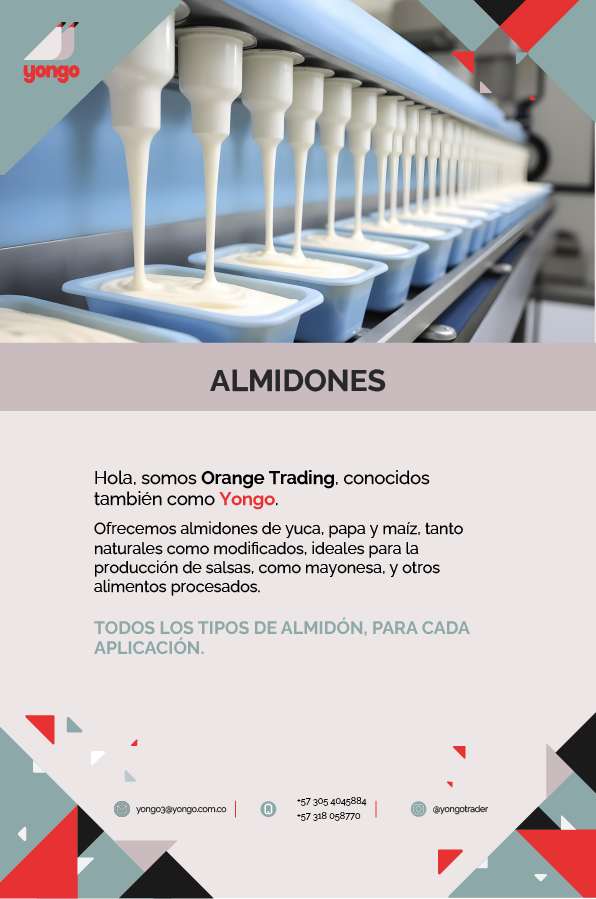 yongo
ALMIDONES
Hola, somos Orange Trading, conocidos
también como Yongo.
Ofrecemos almidones de yuca, papa y maíz, tanto
naturales como modificados, ideales para la
producción de salsas, como mayonesa, y otros
alimentos procesados.
TODOS LOS TIPOS DE ALMIDÓN, PARA CADA
APLICACIÓN.
yongo3@yongo.com.co
+57 305 4045884
+57 318 058770
@yongotrader